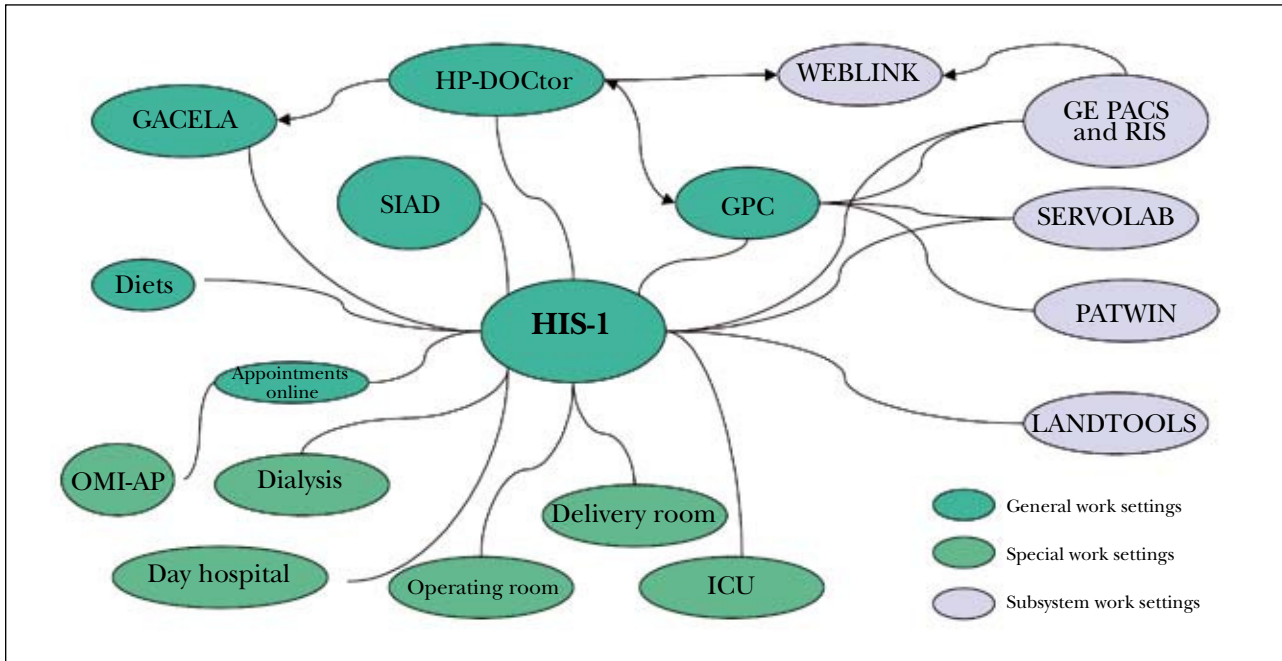 HP-DOCtor
WEBLINK
GACELA
GE PACS
and RIS
SIAD
GPC
SERVOLAB
Diets
HIS-1
PATWIN
Appointments
online
LANDTOOLS
OMI-AP
Dialysis
Delivery room
Day hospital
Operating room
ICU
General work settings
Special work settings
Subsystem work settings